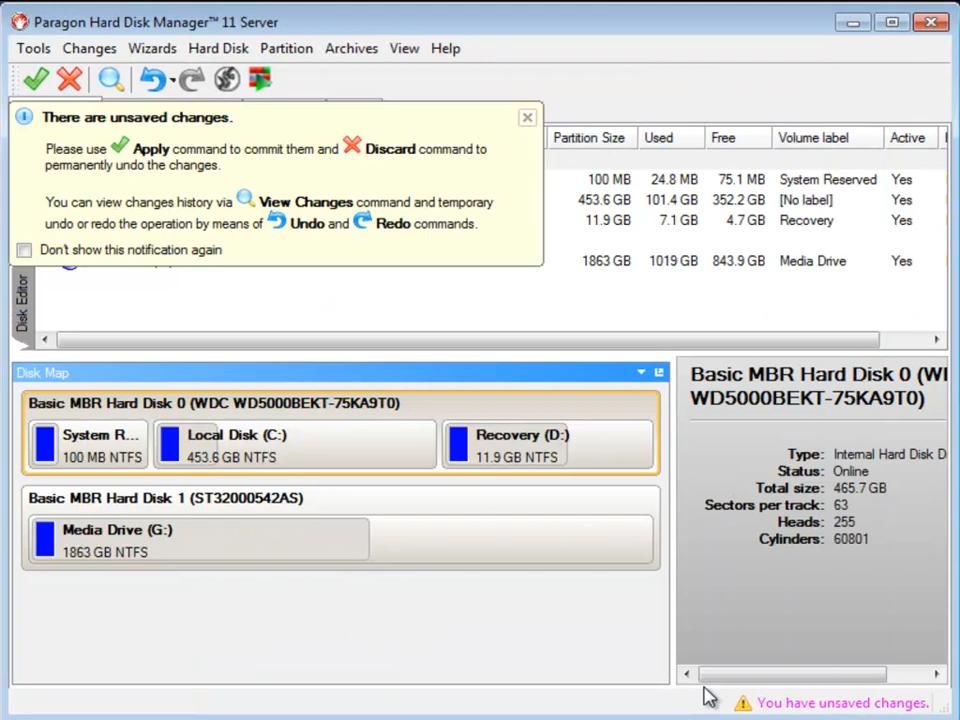 Paragon Hard Disk Manager™ 11 Server
Tools Changes Wizards Hard Disk Partition Archives View Help
There are unsaved changes.
Please use Apply command to commit them and Discard command to
permanently undo the changes.
You can view changes history via View Changes command and temporary
undo or redo the operation by means of Undo and Redo commands.
Don't show this notification again
Partition Size Used Free Volume label Active
100 MB 24.8 MB 75.1 MB System Reserved Yes
453.6 GB 101.4 GB 352.2 GB [No label] Yes
11.9 GB 7.1 GB 4.7 GB Recovery Yes
1863 GB 1019 GB 843.9 GB Media Drive Yes
Disk Editor
Disk Map
Basic MBR Hard Disk 0 (WDC WD5000BEKT-75KA9T0)
System R... Local Disk (C:) Recovery (D:)
100 MB NTFS 453.6 GB NTFS 11.9 GB NTFS
Basic MBR Hard Disk 1 (ST32000542AS)
Media Drive (G:)
1863 GB NTFS
Basic MBR Hard Disk 0 (WI
WD5000BEKT-75KA9T0)
Type: Internal Hard Disk D
Status: Online
Total size: 465.7 GB
Sectors per track: 63
Heads: 255
Cylinders: 60801
You have unsaved changes.